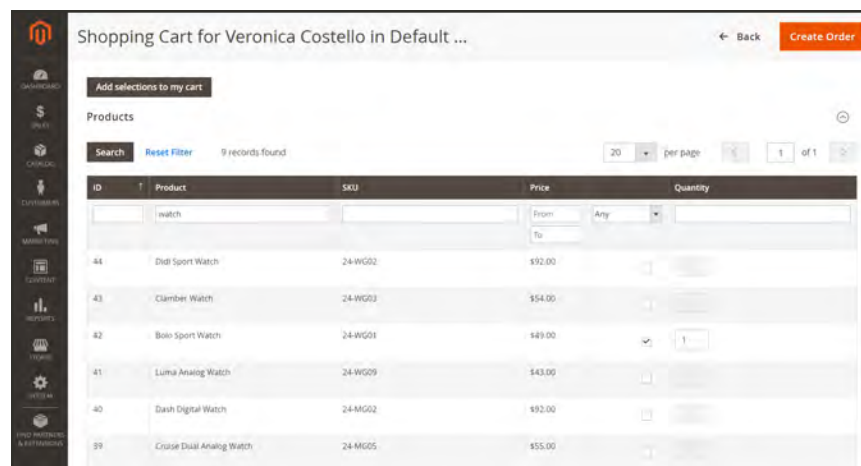 Shopping Cart for Veronica Costello in Default ...
← Back
Create Order
DASHBOARD
SALES
CATALOG
CUSTOMERS
MARKETING
CONTENT
REPORTS
STORES
SYSTEM
FIND PARTNERS
& EXTENSIONS
Add selections to my cart
Products
Search Reset Filter 9 records found 20 per page 1 of 1
ID ↑ Product SKU Price Quantity
watch From Any
To
44 Didi Sport Watch 24-WG02 $92.00
43 Clamber Watch 24-WG03 $54.00
42 Bolo Sport Watch 24-WG01 $49.00 1
41 Luma Analog Watch 24-WG09 $43.00
40 Dash Digital Watch 24-MG02 $92.00
39 Cruise Dual Analog Watch 24-MG05 $55.00